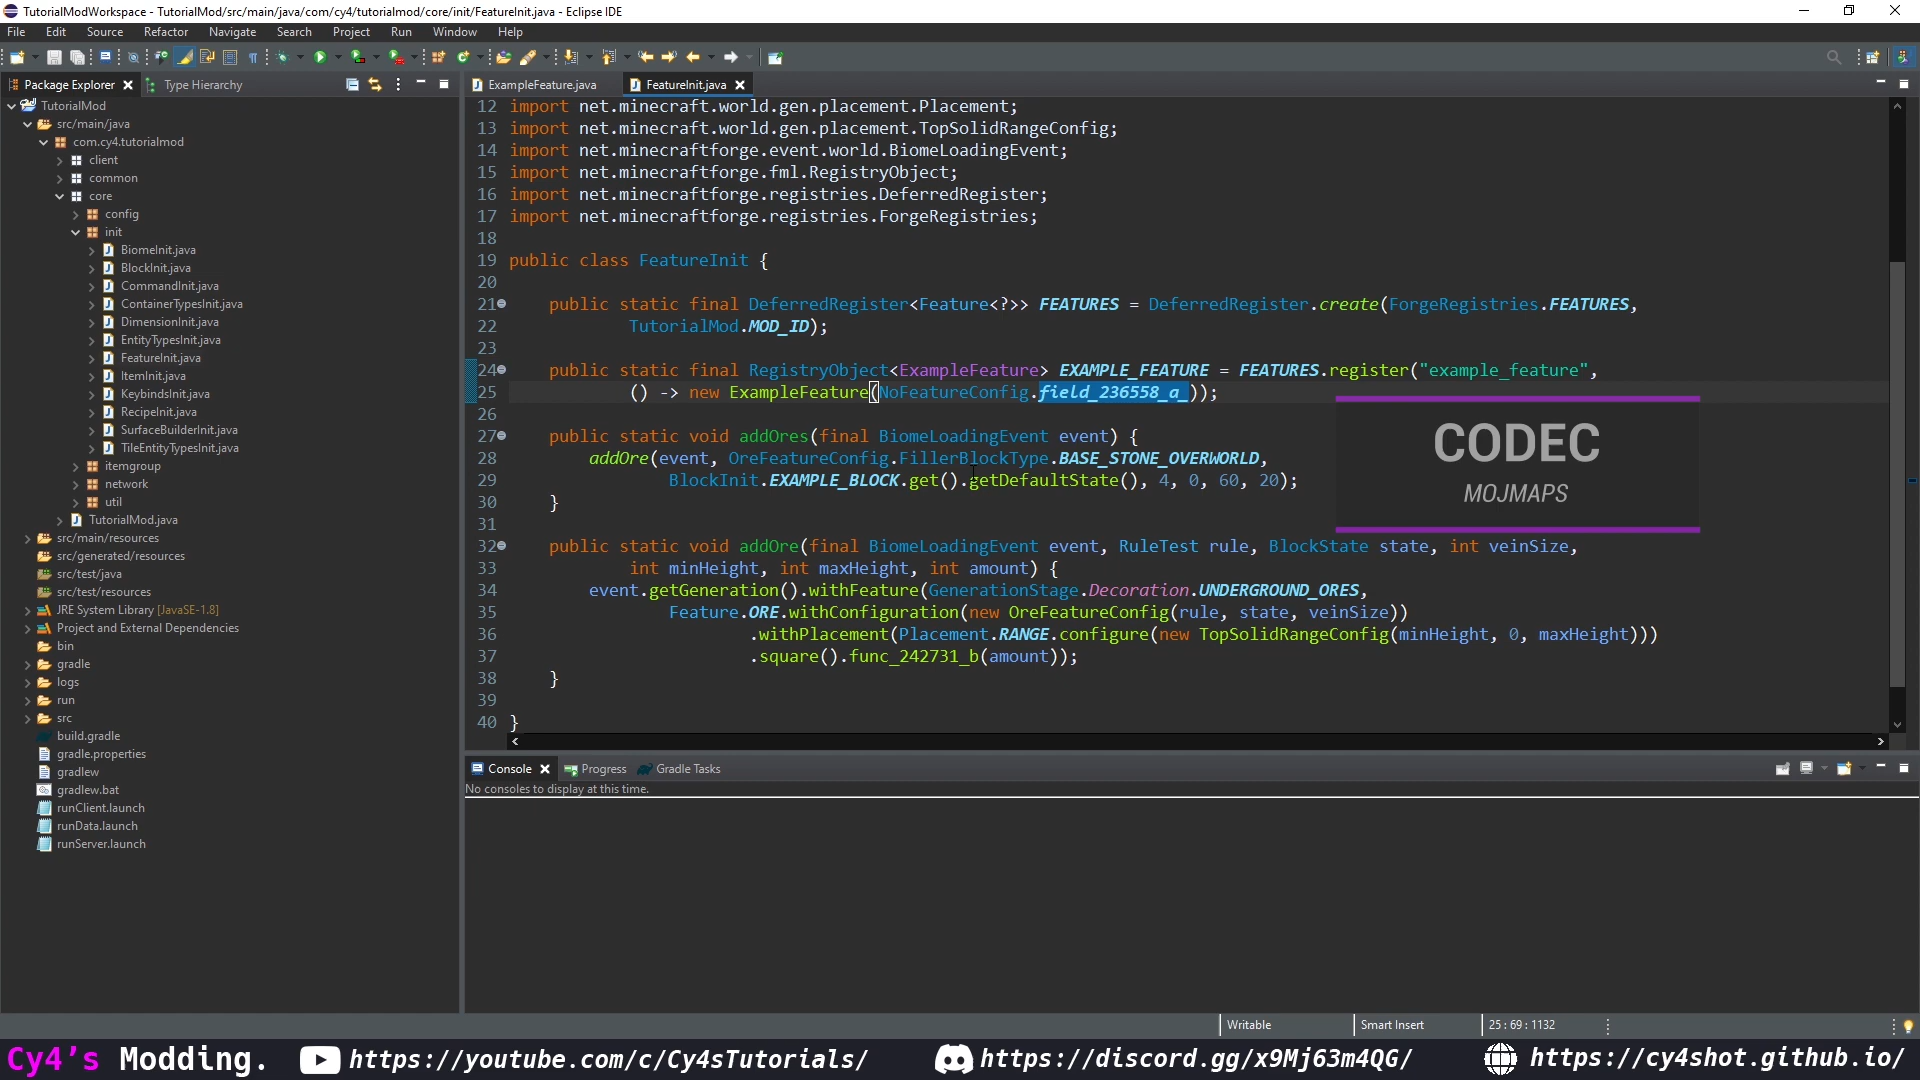 TutorialModWorkspace - TutorialMod/src/main/java/com/cy4/tutorialmod/core/init/FeatureInit.java - Eclipse IDE
File Edit Source Refactor Navigate Search Project Run Window Help
Package Explorer Type Hierarchy
TutorialMod
src/main/java
com.cy4.tutorialmod
client
common
core
config
init
BiomeInit.java
BlockInit.java
CommandInit.java
ContainerTypesInit.java
DimensionInit.java
EntityTypesInit.java
FeatureInit.java
ItemInit.java
KeybindsInit.java
RecipeInit.java
SurfaceBuilderInit.java
TileEntityTypesInit.java
itemgroup
network
util
TutorialMod.java
src/main/resources
src/generated/resources
src/test/java
src/test/resources
JRE System Library [JavaSE-1.8]
Project and External Dependencies
bin
gradle
logs
run
src
build.gradle
gradle.properties
gradlew
gradlew.bat
runClient.launch
runData.launch
runServer.launch
ExampleFeature.java FeatureInit.java
12 import net.minecraft.world.gen.placement.Placement;
13 import net.minecraft.world.gen.placement.TopSolidRangeConfig;
14 import net.minecraftforge.event.world.BiomeLoadingEvent;
15 import net.minecraftforge.fml.RegistryObject;
16 import net.minecraftforge.registries.DeferredRegister;
17 import net.minecraftforge.registries.ForgeRegistries;
18
19 public class FeatureInit {
20
21 public static final DeferredRegister<Feature<?>> FEATURES = DeferredRegister.create(ForgeRegistries.FEATURES,
22 TutorialMod.MOD_ID);
23
24 public static final RegistryObject<ExampleFeature> EXAMPLE_FEATURE = FEATURES.register("example_feature",
25 () -> new ExampleFeature(NoFeatureConfig.field_236558_a_));
26
27 public static void addOres(final BiomeLoadingEvent event) {
28 addOre(event, OreFeatureConfig.FillerBlockType.BASE_STONE_OVERWORLD,
29 BlockInit.EXAMPLE_BLOCK.get().getDefaultState(), 4, 0, 60, 20);
30 }
31
32 public static void addOre(final BiomeLoadingEvent event, RuleTest rule, BlockState state, int veinSize,
33 int minHeight, int maxHeight, int amount) {
34 event.getGeneration().withFeature(GenerationStage.Decoration.UNDERGROUND_ORES,
35 Feature.ORE.withConfiguration(new OreFeatureConfig(rule, state, veinSize))
36 .withPlacement(Placement.RANGE.configure(new TopSolidRangeConfig(minHeight, 0, maxHeight)))
37 .square().func_242731_b(amount));
38 }
39
40 }
CODEC
MOJMAPS
Console Progress Gradle Tasks
No consoles to display at this time.
Writable Smart Insert 25 : 69 : 1132
Cy4's Modding. https://youtube.com/c/Cy4sTutorials/ https://discord.gg/x9Mj63m4QG/ https://cy4shot.github.io/